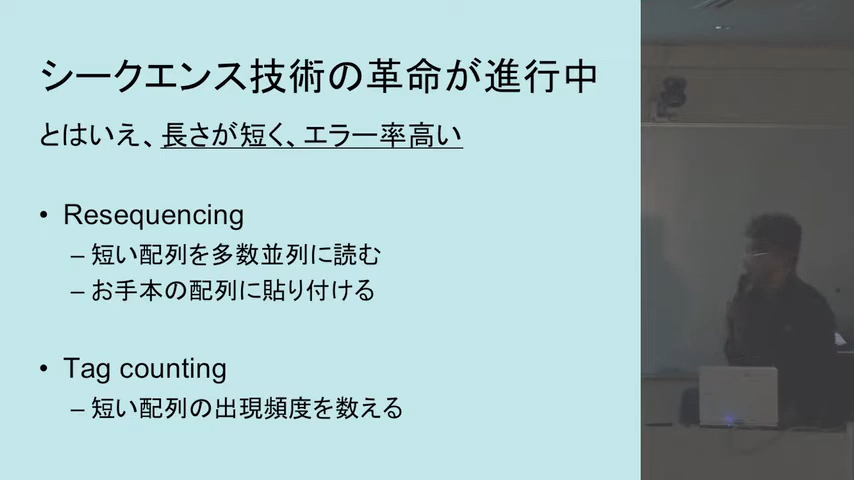 シークエンス技術の革命が進行中
とはいえ、長さが短く、エラー率高い
• Resequencing
– 短い配列を多数並列に読む
– お手本の配列に貼り付ける
• Tag counting
– 短い配列の出現頻度を数える